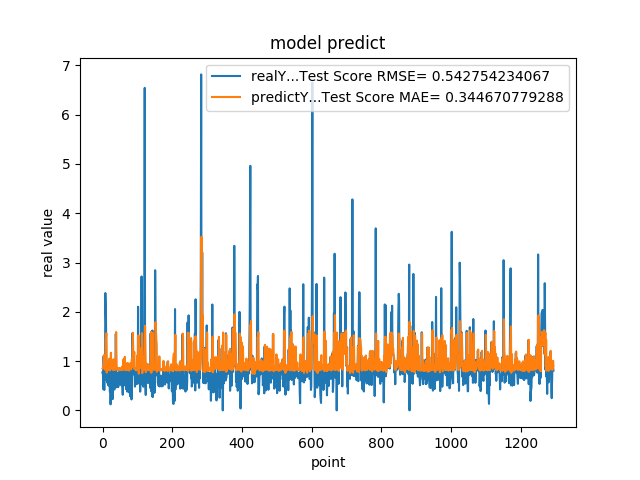 model predict
realY...Test Score RMSE= 0.542754234067
predictY...Test Score MAE= 0.344670779288
7
6
5
4
3
2
1
0
real value
0 200 400 600 800 1000 1200
point